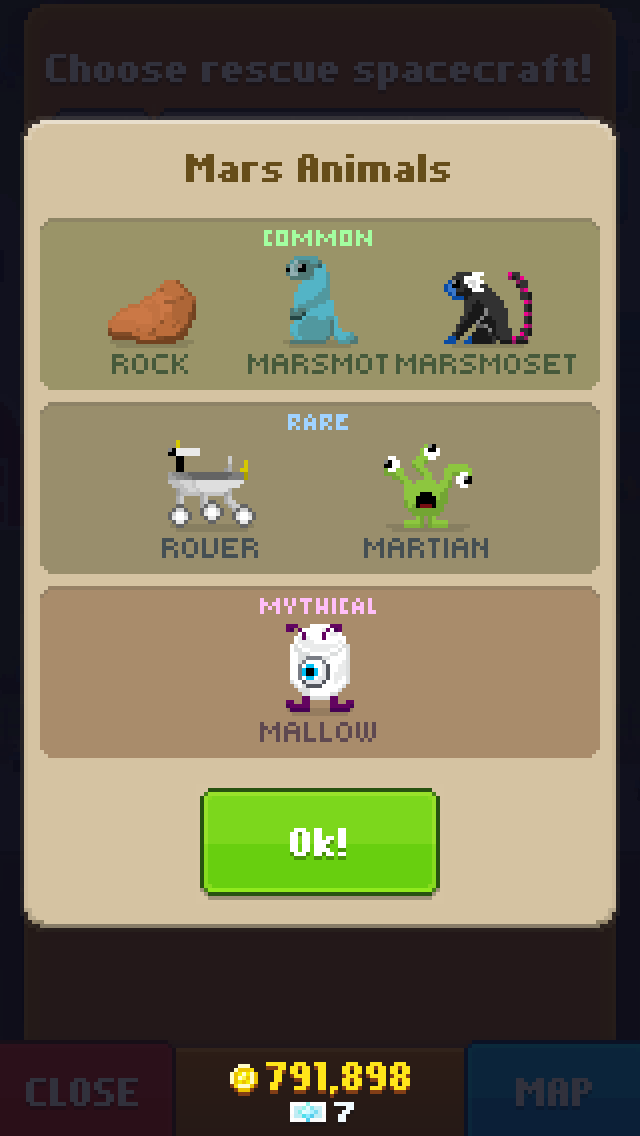 Choose rescue spacecraft!
Mars Animals
COMMON
ROCK MARSMOT MARSMOSET
RARE
ROVER MARTIAN
MYTHICAL
MALLOW
Ok!
CLOSE 791,898 MAP
7